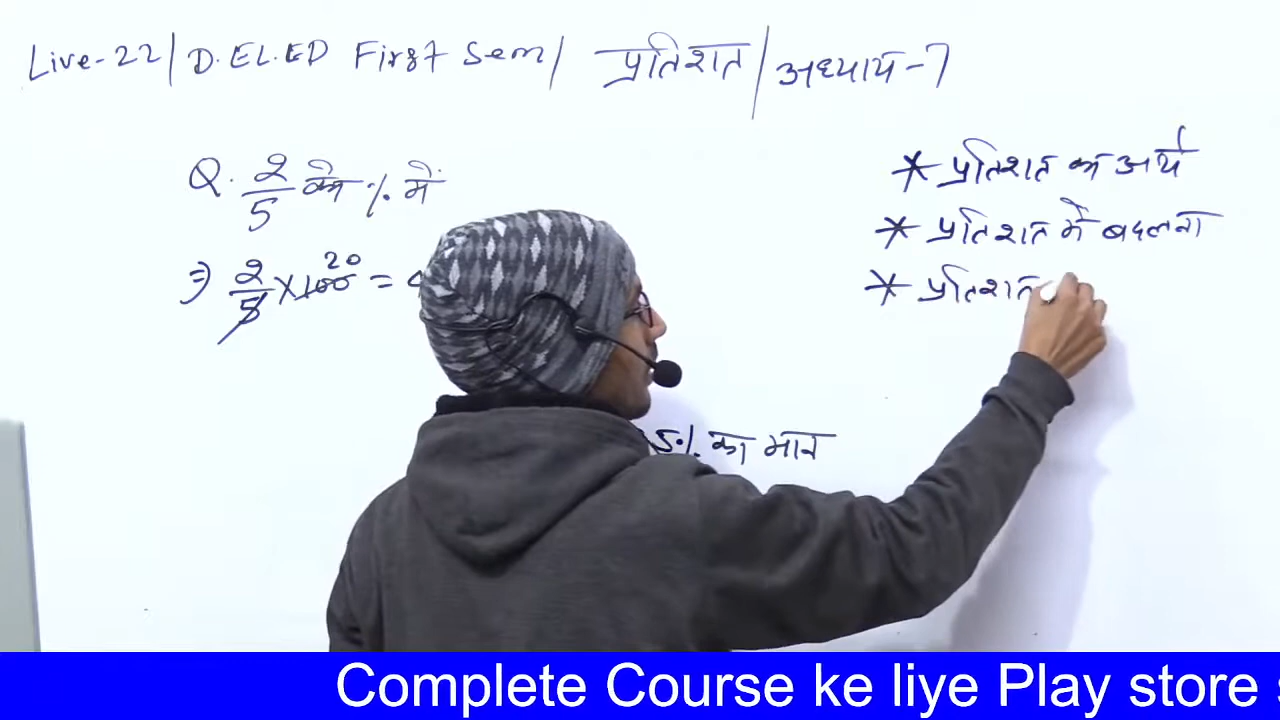 Live-22 | D.EL.ED First Sem / प्रतिशत / अध्याय-7
Q. 2/5 को % में
⇒ 2/5 × 100 20 =
5% का मान
* प्रतिशत का अर्थ
* प्रतिशत में बदलना
* प्रतिशत
Complete Course ke liye Play store